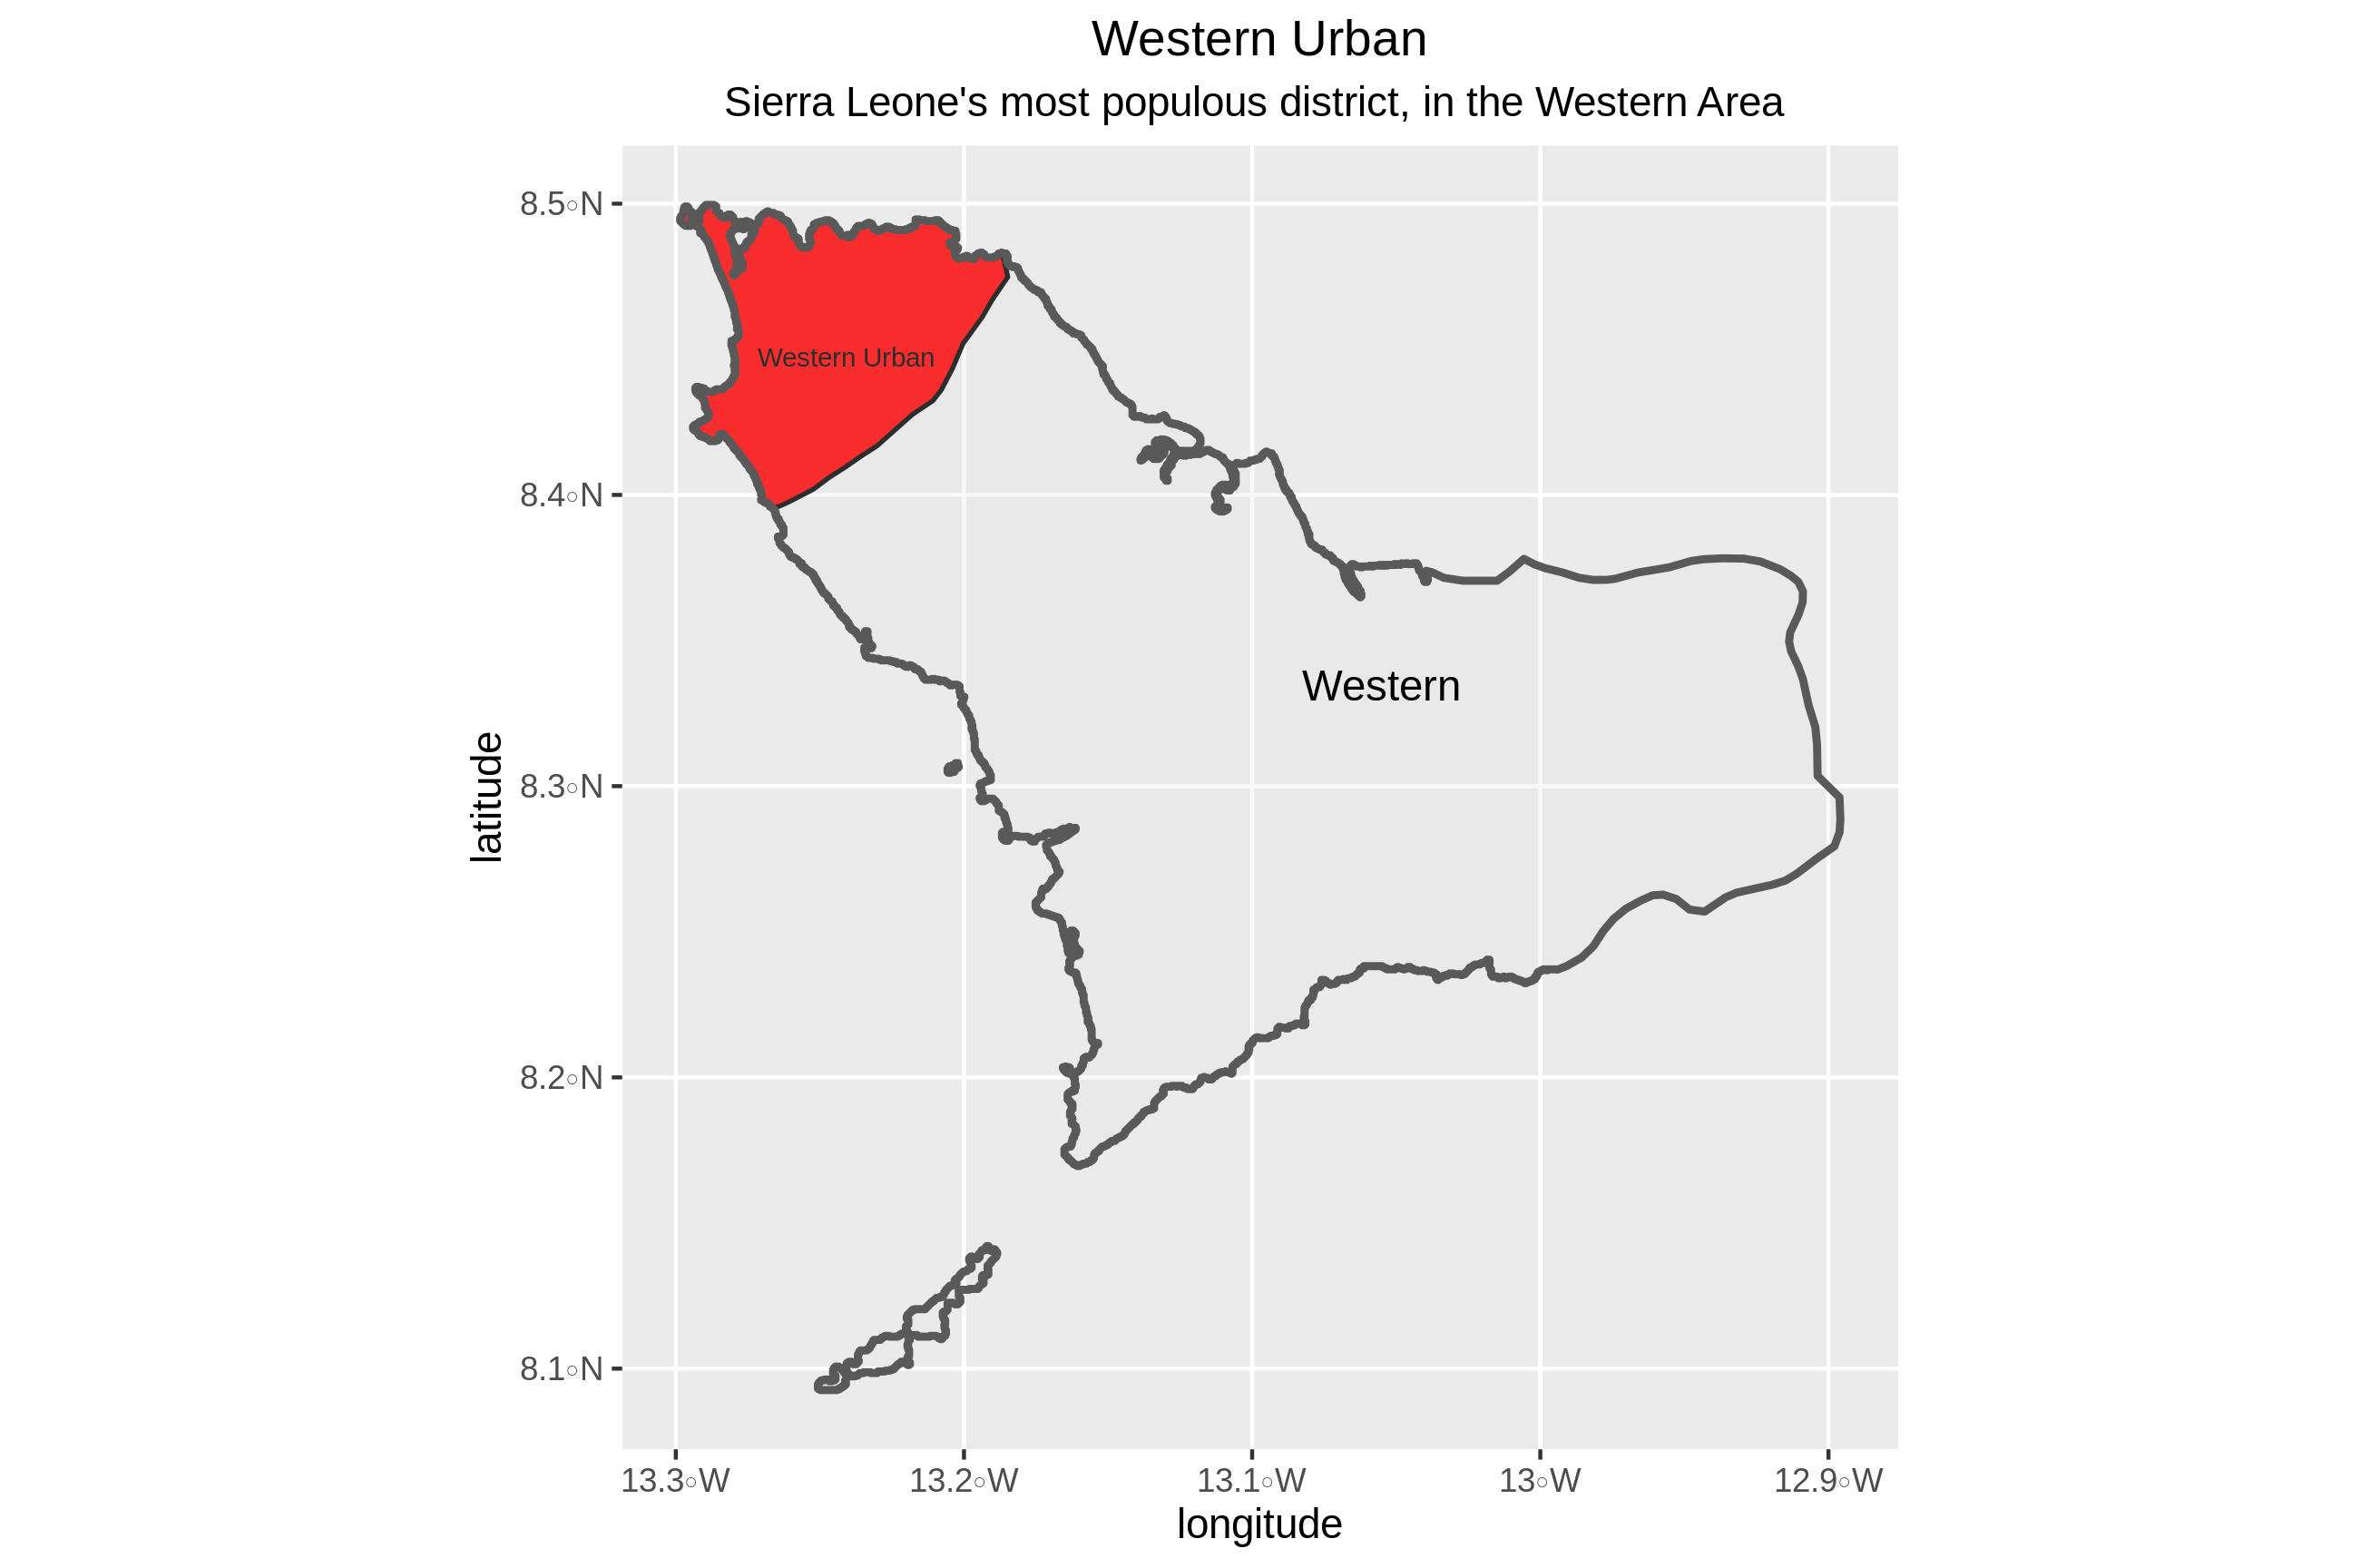 Western Urban
Sierra Leone's most populous district, in the Western Area
8.5◦N
Western Urban
8.4◦N
Western
latitude
8.3◦N
8.2◦N
8.1◦N
13.3◦W 13.2◦W 13.1◦W 13◦W 12.9◦W
longitude